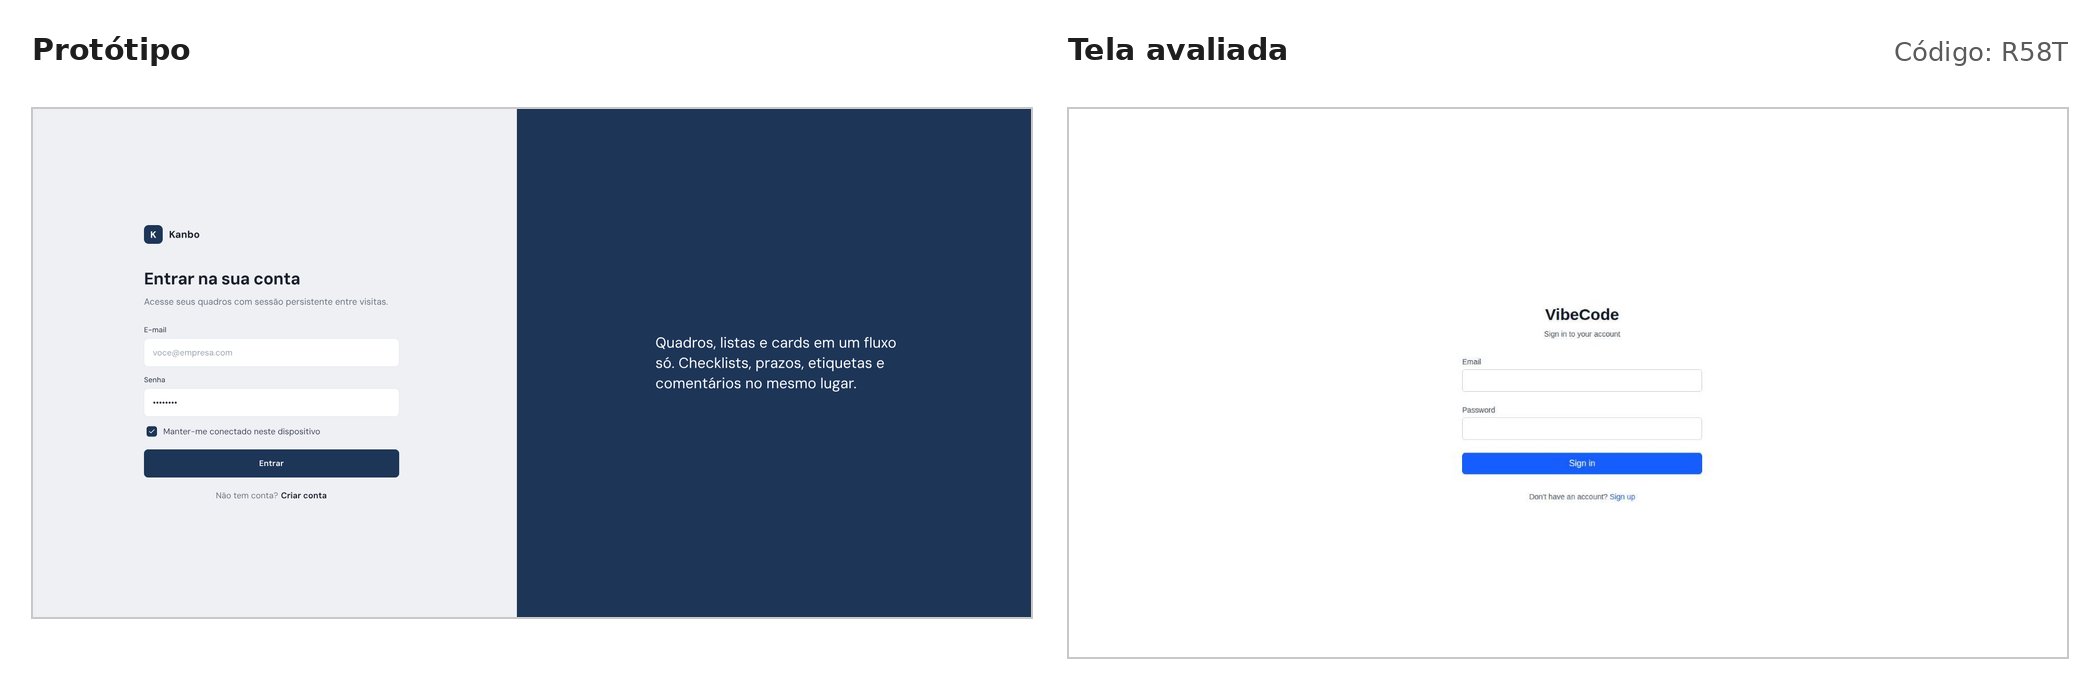 Protótipo
K Kanbo
Entrar na sua conta
Acesse seus quadros com sessão persistente entre visitas.
E-mail
voce@empresa.com
Senha
••••••••
Manter-me conectado neste dispositivo
Entrar
Não tem conta? Criar conta
Quadros, listas e cards em um fluxo
só. Checklists, prazos, etiquetas e
comentários no mesmo lugar.
Tela avaliada
Código: R58T
VibeCode
Sign in to your account
Email
Password
Sign in
Don't have an account? Sign up